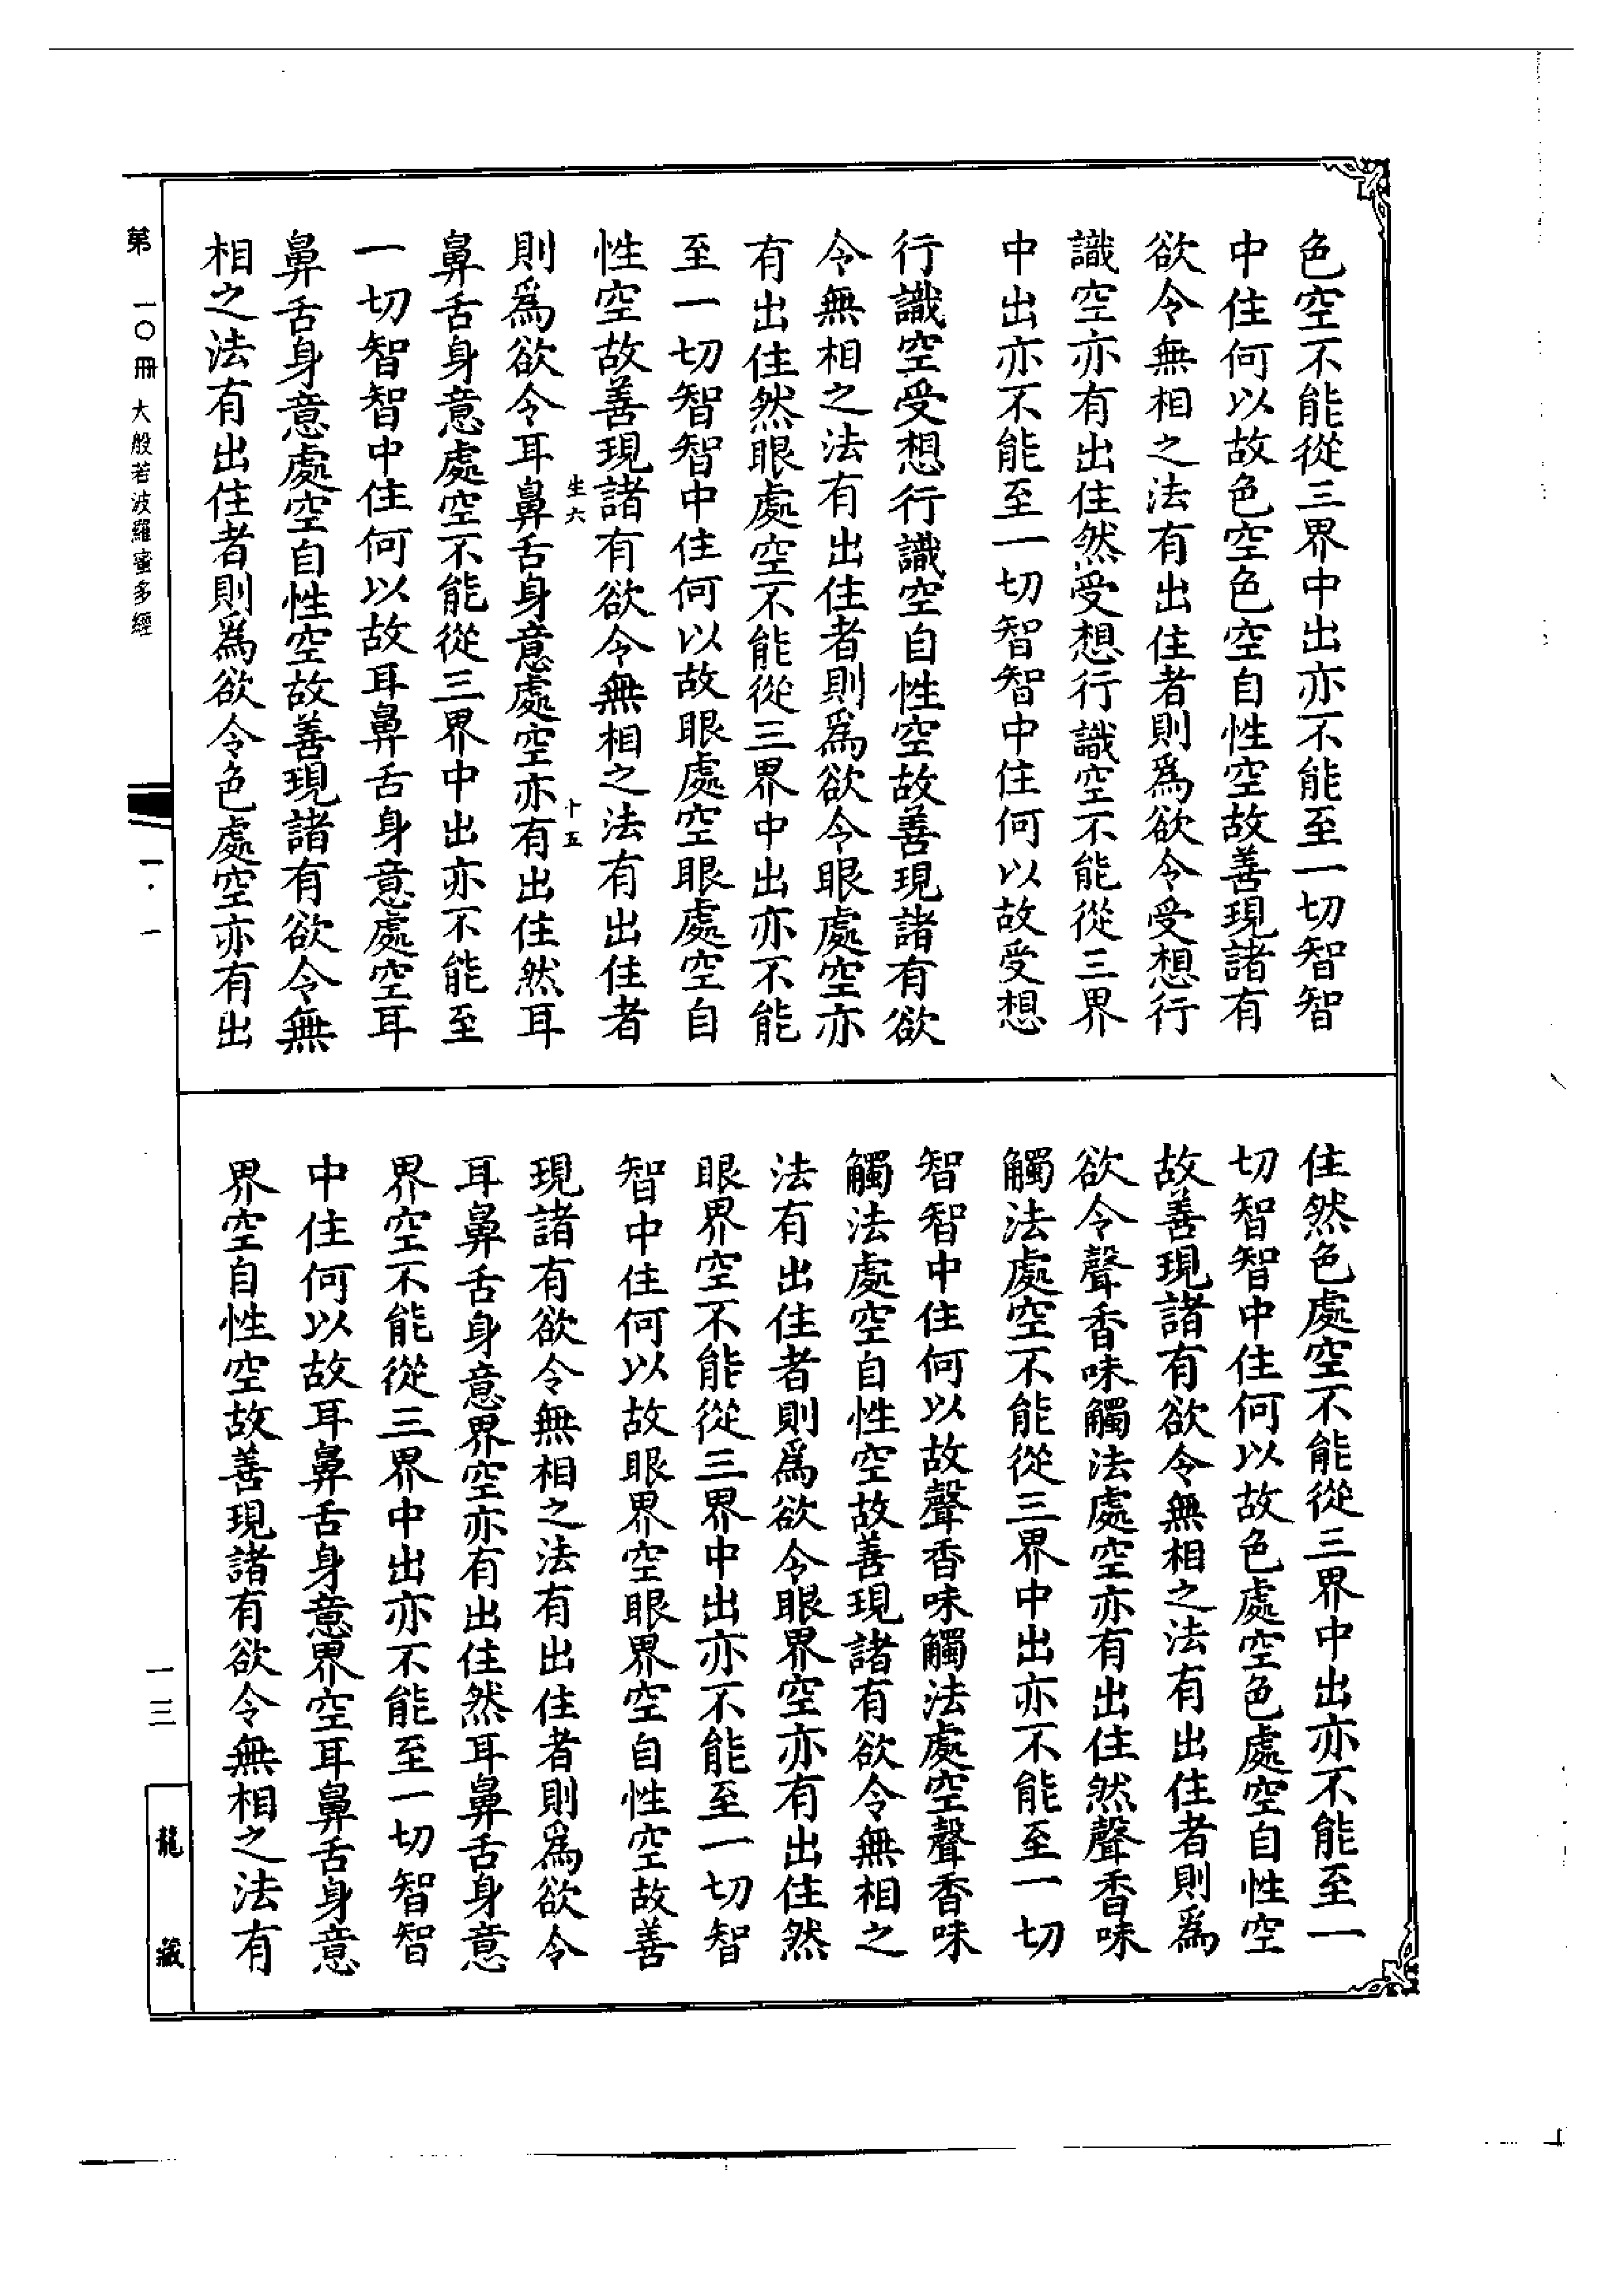 色空不能從三界中出亦不能至一切智智
中住何以故色空色空自性空故善現諸有
欲令無相之法有出住者則爲欲令受想行
識空亦有出住然受想行識空不能從三界
中出亦不能至一切智智中住何以故受想
行識空受想行識空自性空故善現諸有欲
令無相之法有出住者則爲欲令眼處空亦
有出住然眼處空不能從三界中出亦不能
至一切智智中住何以故眼處空眼處空自
性空故善現諸有欲令無相之法有出住者
生六
十五
則爲欲令耳鼻舌身意處空亦有出住然耳
鼻舌身意處空不能從三界中出亦不能至
一切智智中住何以故耳鼻舌身意處空耳
鼻舌身意處空自性空故善現諸有欲令無
相之法有出住者則爲欲令色處空亦有出
住然色處空不能從三界中出亦不能至一
切智智中住何以故色處空色處空自性空
故善現諸有欲令無相之法有出住者則爲
欲令聲香味觸法處空亦有出住然聲香味
觸法處空不能從三界中出亦不能至一切
智智中住何以故聲香味觸法處空聲香味
觸法處空自性空故善現諸有欲令無相之
法有出住者則爲欲令眼界空亦有出住然
眼界空不能從三界中出亦不能至一切智
智中住何以故眼界空眼界空自性空故善
現諸有欲令無相之法有出住者則爲欲令
耳鼻舌身意界空亦有出住然耳鼻舌身意
界空不能從三界中出亦不能至一切智智
中住何以故耳鼻舌身意界空耳鼻舌身意
界空自性空故善現諸有欲令無相之法有
第一〇冊 大般若波羅蜜多經
一·一
一三
龍藏